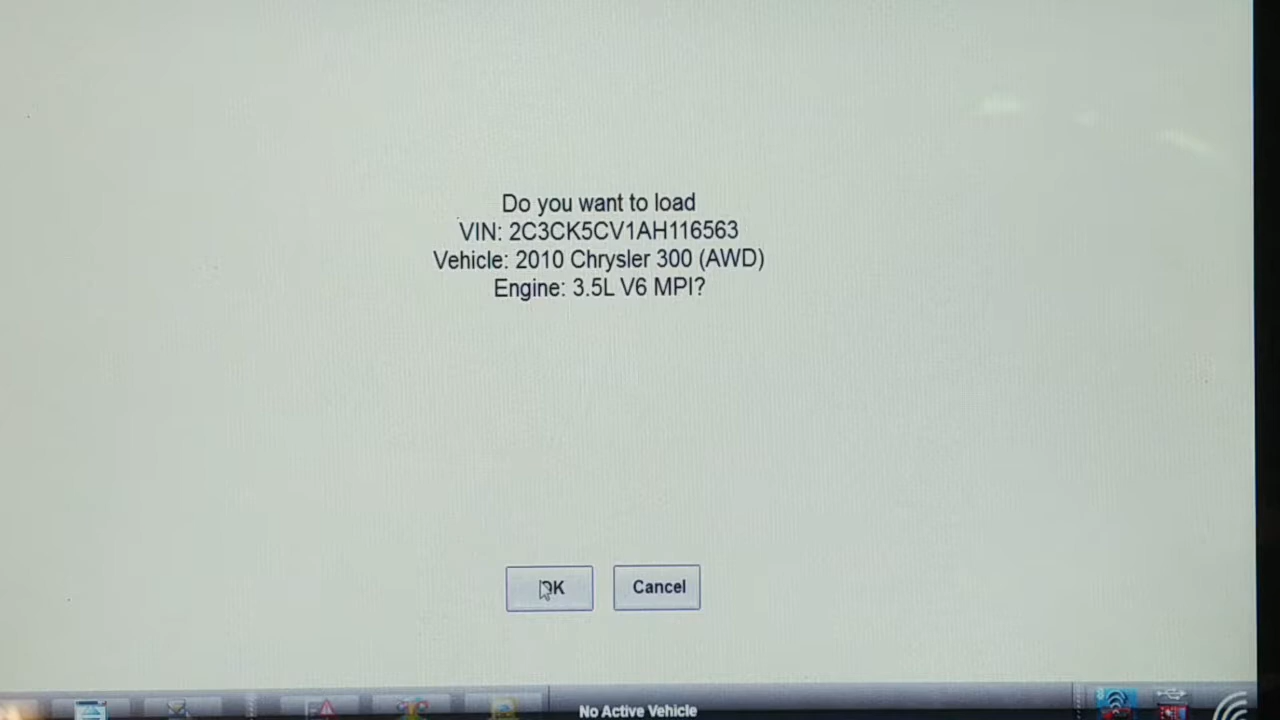 Do you want to load
VIN: 2C3CK5CV1AH116563
Vehicle: 2010 Chrysler 300 (AWD)
Engine: 3.5L V6 MPI?
OK Cancel
No Active Vehicle